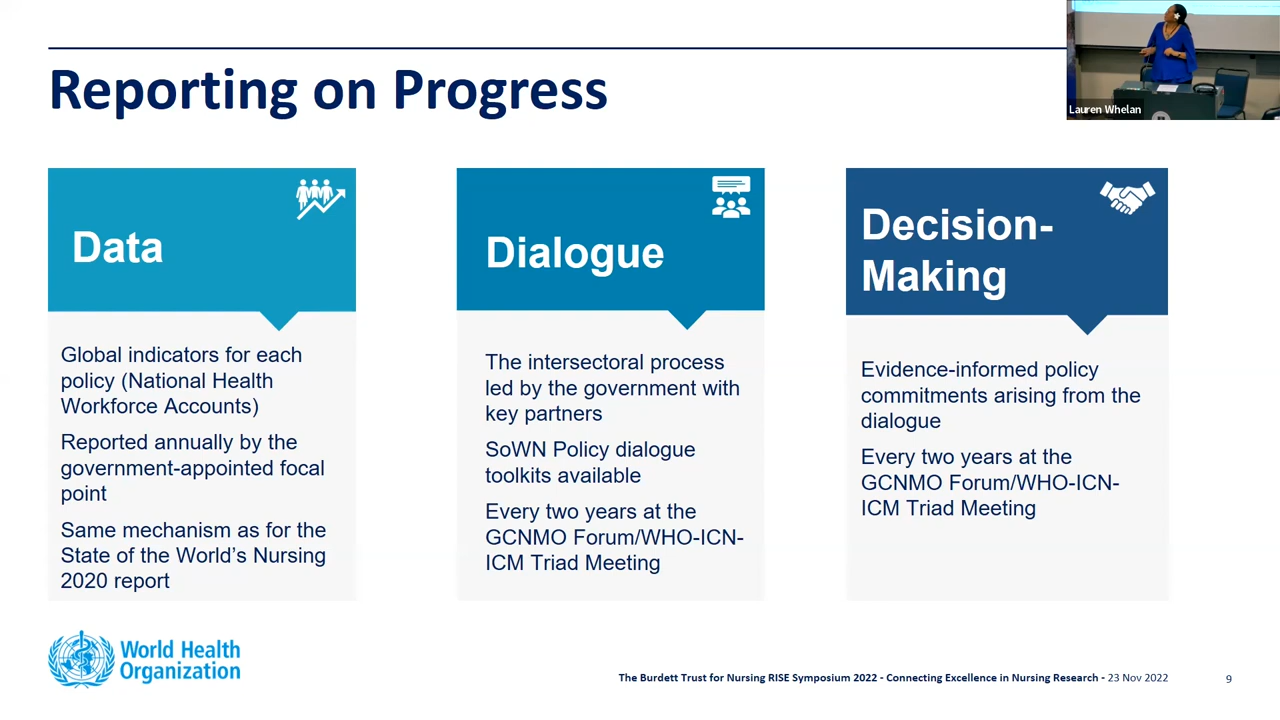 Reporting on Progress
Lauren Whelan
Data
Global indicators for each
policy (National Health
Workforce Accounts)
Reported annually by the
government-appointed focal
point
Same mechanism as for the
State of the World’s Nursing
2020 report
Dialogue
The intersectoral process
led by the government with
key partners
SoWN Policy dialogue
toolkits available
Every two years at the
GCNMO Forum/WHO-ICN-
ICM Triad Meeting
Decision-
Making
Evidence-informed policy
commitments arising from the
dialogue
Every two years at the
GCNMO Forum/WHO-ICN-
ICM Triad Meeting
World Health
Organization
The Burdett Trust for Nursing RISE Symposium 2022 - Connecting Excellence in Nursing Research - 23 Nov 2022
9